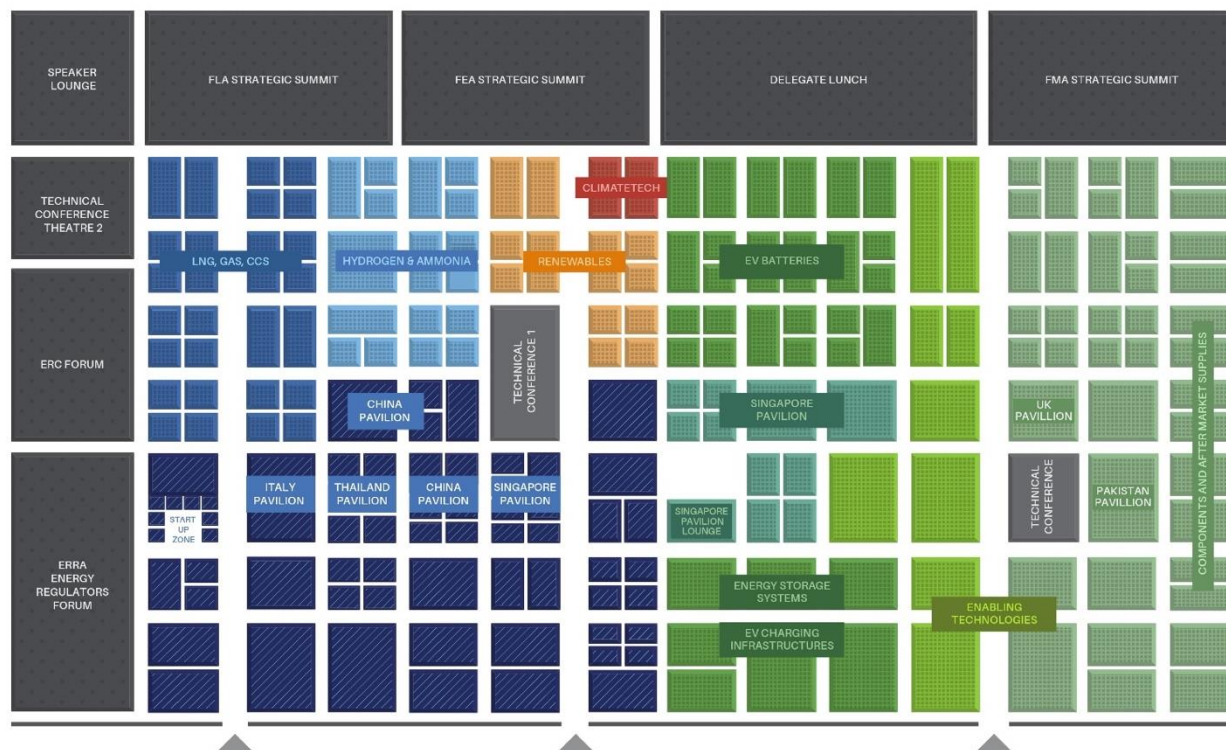 SPEAKER
LOUNGE
FLA STRATEGIC SUMMIT
FEA STRATEGIC SUMMIT
DELEGATE LUNCH
FMA STRATEGIC SUMMIT
TECHNICAL
CONFERENCE
THEATRE 2
CLIMATETECH
LNG, GAS, CCS
HYDROGEN & AMMONIA
RENEWABLES
EV BATTERIES
ERC FORUM
TECHNICAL
CONFERENCE 1
COMPONENTS AND AFTER MARKET SUPPLIES
CHINA
PAVILION
SINGAPORE
PAVILION
UK
PAVILLION
ERRA
ENERGY
REGULATORS
FORUM
START
UP
ZONE
ITALY
PAVILION
THAILAND
PAVILION
CHINA
PAVILION
SINGAPORE
PAVILION
SINGAPORE
PAVILION
LOUNGE
TECHNICAL
CONFERENCE
PAKISTAN
PAVILLION
ENERGY STORAGE
SYSTEMS
ENABLING
TECHNOLOGIES
EV CHARGING
INFRASTRUCTURES